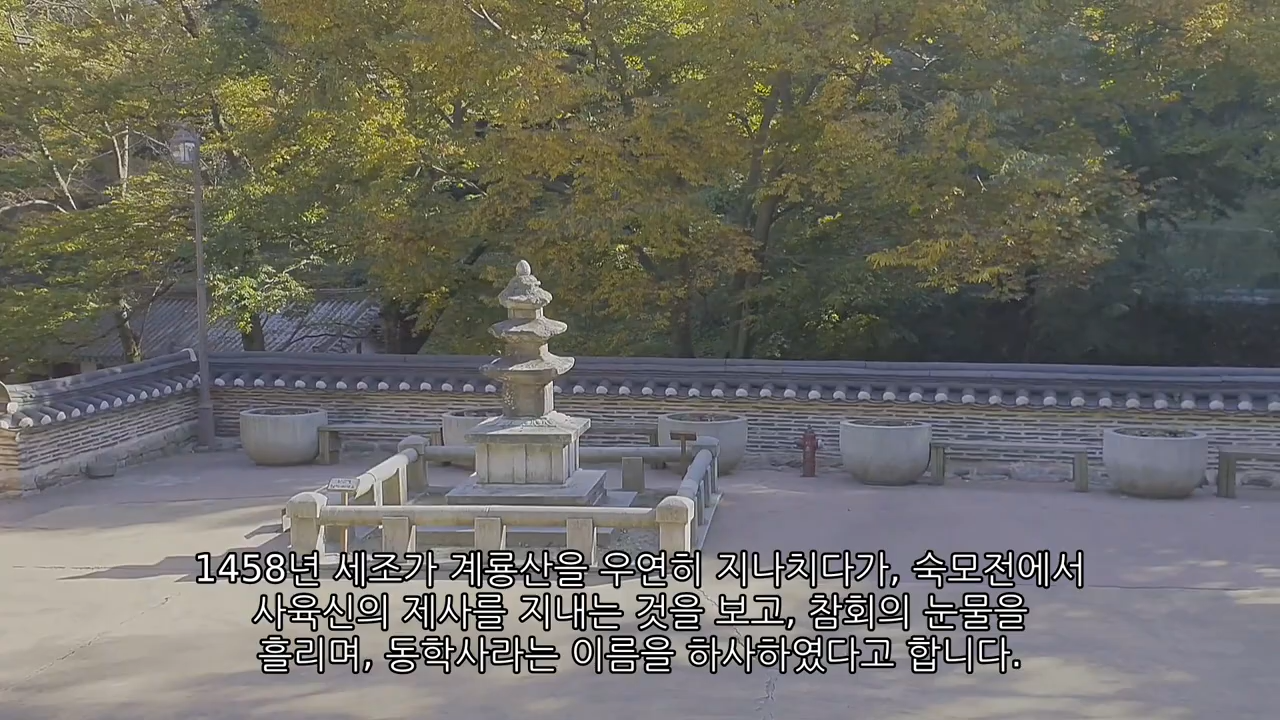 1458년 세조가 계룡산을 우연히 지나치다가, 숙모전에서
사육신의 제사를 지내는 것을 보고, 참회의 눈물을
흘리며, 동학사라는 이름을 하사하였다고 합니다.